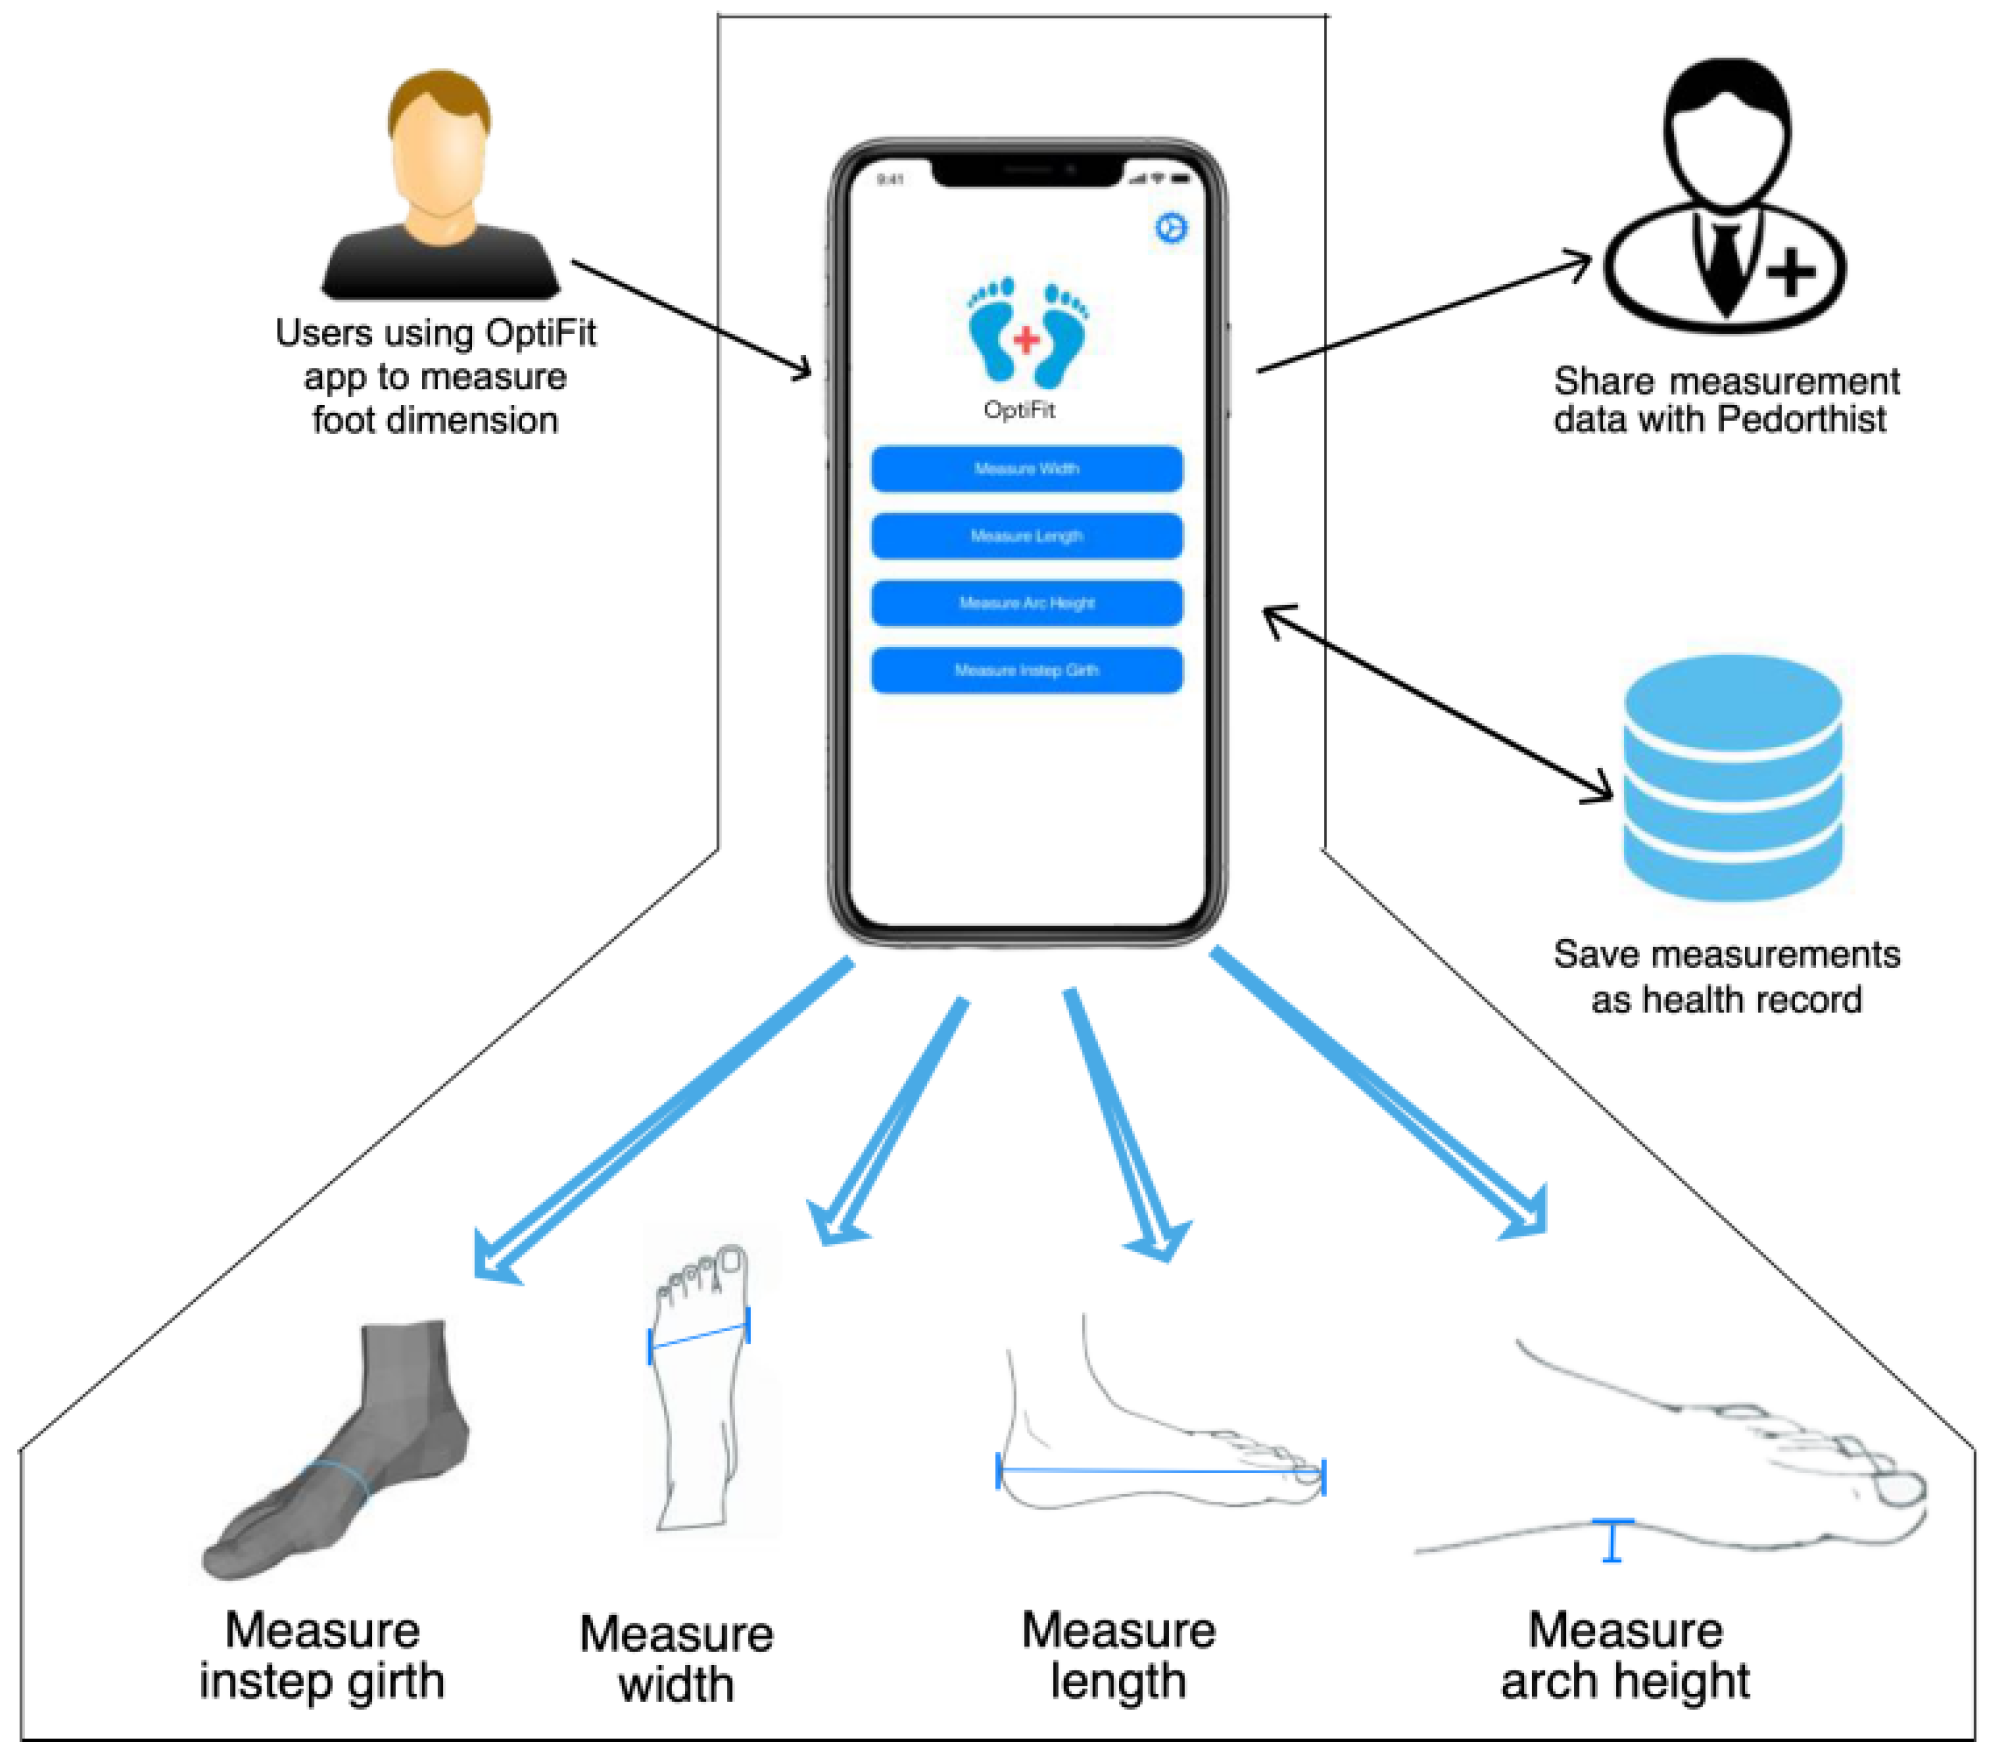 Users using OptiFit
app to measure
foot dimension
9:41
OptiFit
Measure Width
Measure Length
Measure Arc Height
Measure Instep Girth
Share measurement
data with Pedorthist
Save measurements
as health record
Measure
instep girth
Measure
width
Measure
length
Measure
arch height